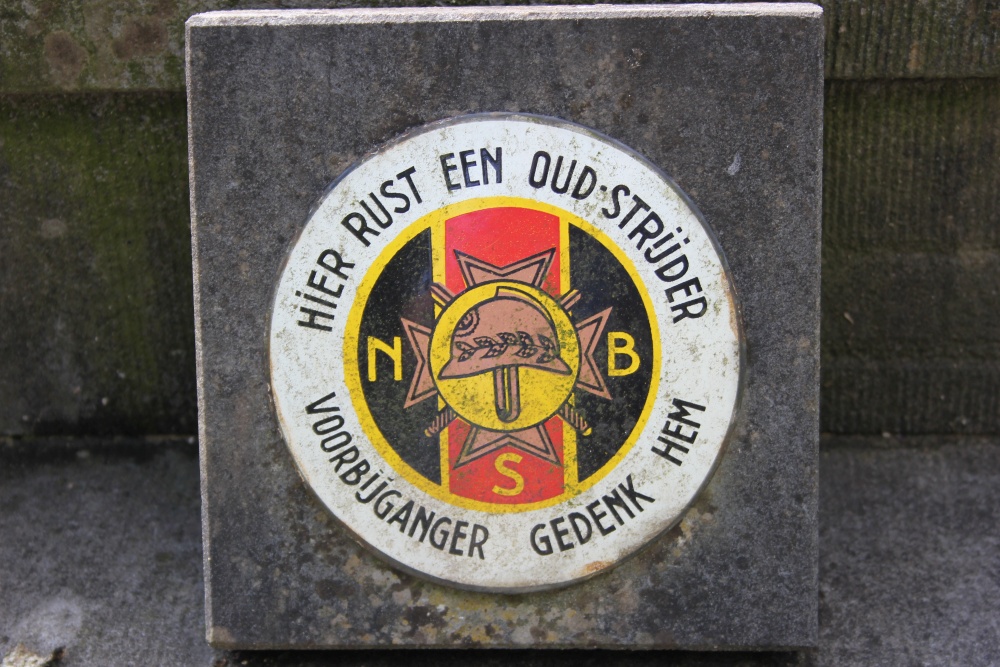 HiER RUST EEN OUD-STRIJDER
N B
S
VOORBIJGANGER GEDENK HEM